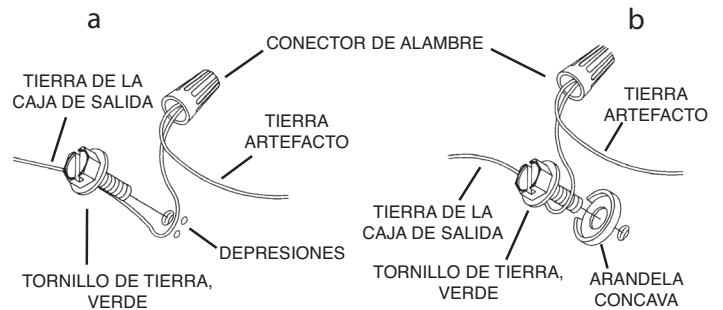 a
b
CONECTOR DE ALAMBRE
TIERRA DE LA
CAJA DE SALIDA
TIERRA
ARTEFACTO
DEPRESIONES
TORNILLO DE TIERRA,
VERDE
TIERRA
ARTEFACTO
TIERRA DE LA
CAJA DE SALIDA
TORNILLO DE TIERRA,
VERDE
ARANDELA
CONCAVA